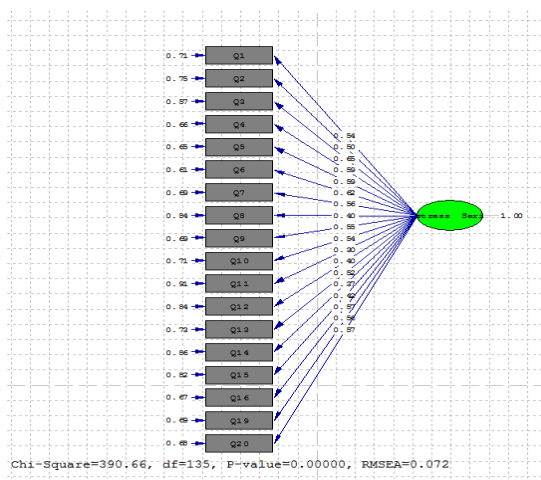 0.71 Q1
0.75 Q2
0.57 Q3
0.66 Q4
0.65 Q5
0.61 Q6
0.69 Q7
0.84 Q8
0.69 Q9
0.71 Q10
0.91 Q11
0.84 Q12
0.73 Q13
0.86 Q14
0.82 Q15
0.67 Q16
0.69 Q19
0.68 Q20
0.54
0.50
0.65
0.59
0.59
0.62
0.56
0.40
0.55
0.54
0.30
0.40
0.52
0.37
0.42
0.57
0.56
0.57
1.00
Chi-Square=390.66, df=135, P-value=0.00000, RMSEA=0.072